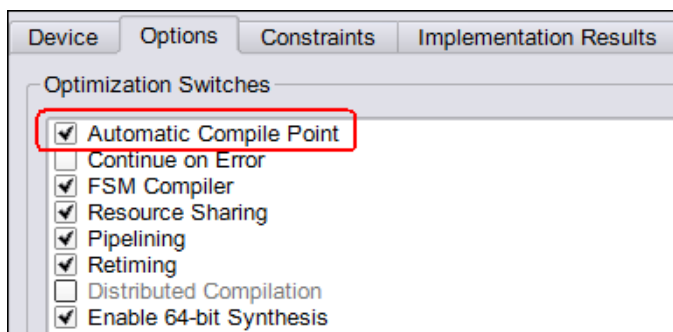 Device Options Constraints Implementation Results
Optimization Switches
Automatic Compile Point
Continue on Error
FSM Compiler
Resource Sharing
Pipelining
Retiming
Distributed Compilation
Enable 64-bit Synthesis